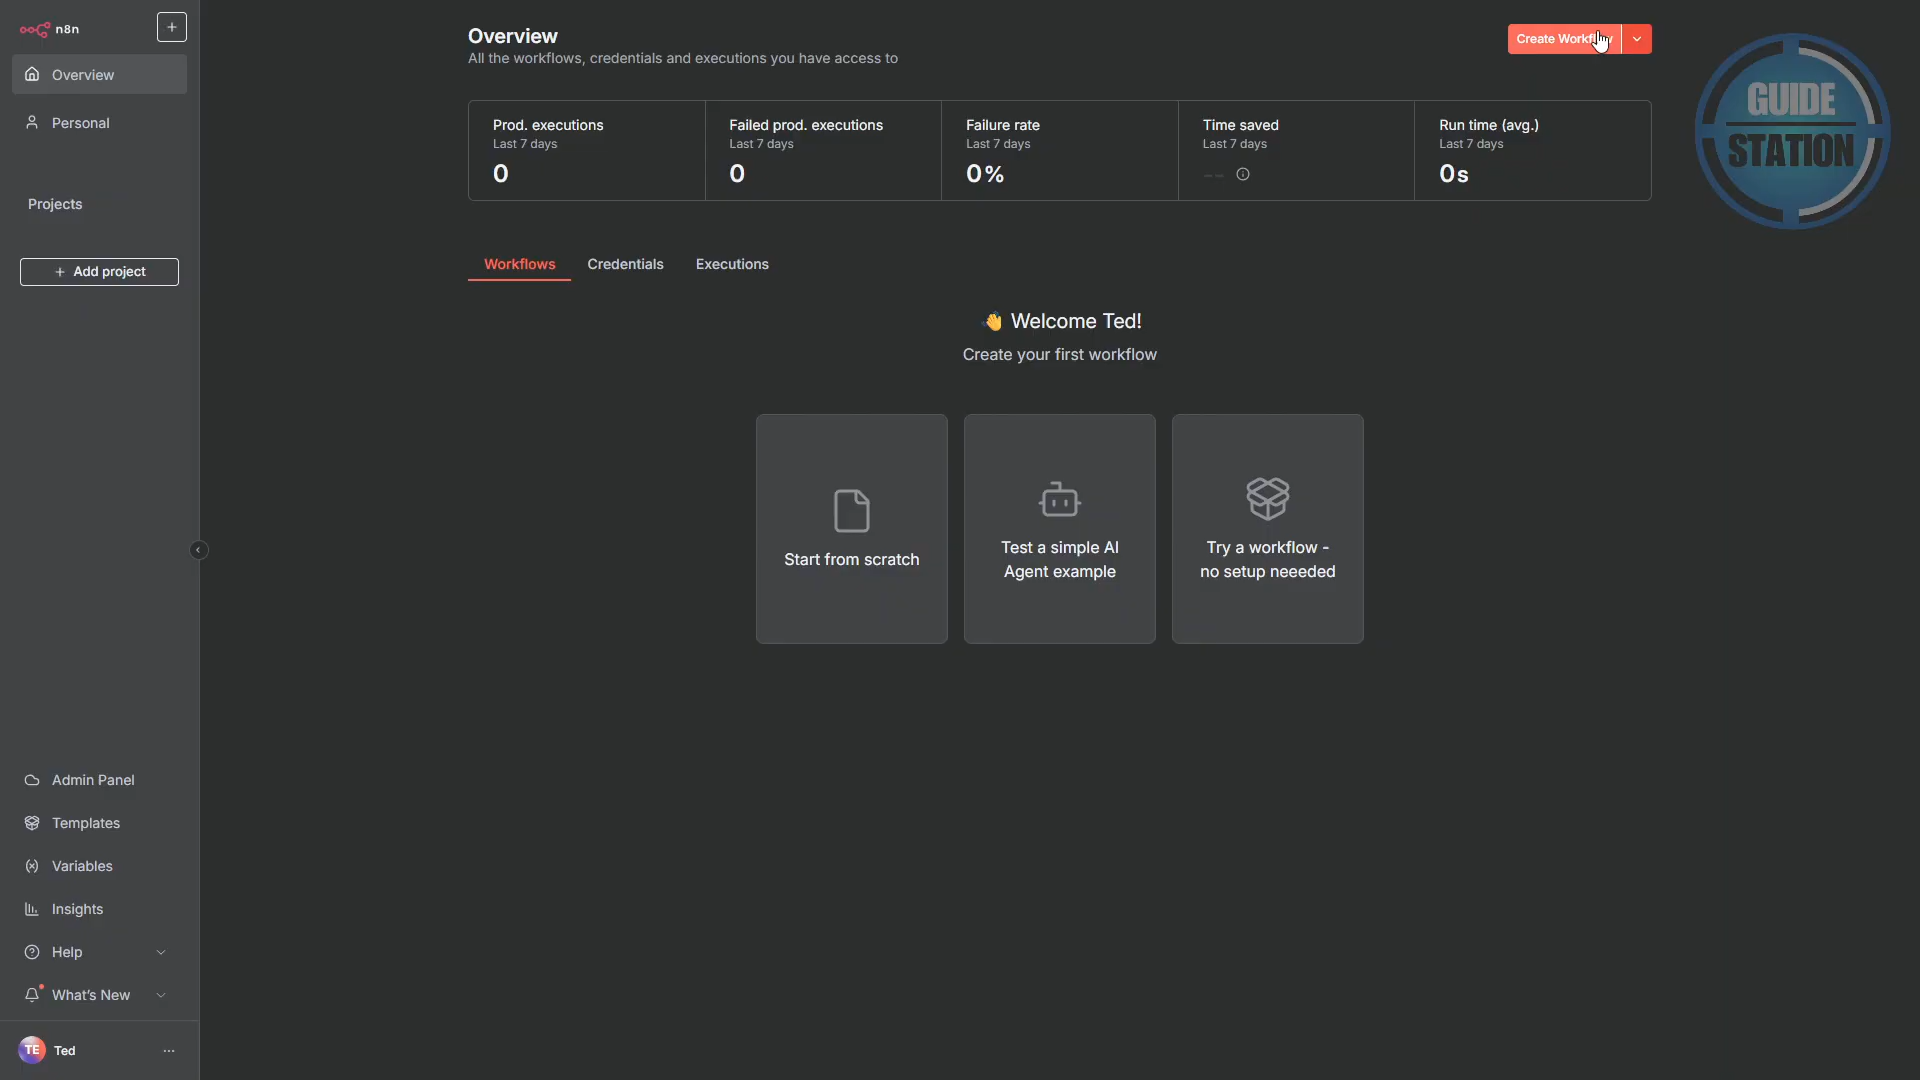 n8n
Overview
Personal
Projects
Add project
Admin Panel
Templates
Variables
Insights
Help
What's New
TE Ted
Overview
All the workflows, credentials and executions you have access to
Create Workflow
GUIDE
STATION
Prod. executions
Last 7 days
0
Failed prod. executions
Last 7 days
0
Failure rate
Last 7 days
0%
Time saved
Last 7 days
--
Run time (avg.)
Last 7 days
0s
Workflows Credentials Executions
👋 Welcome Ted!
Create your first workflow
Start from scratch
Test a simple AI
Agent example
Try a workflow -
no setup neeeded